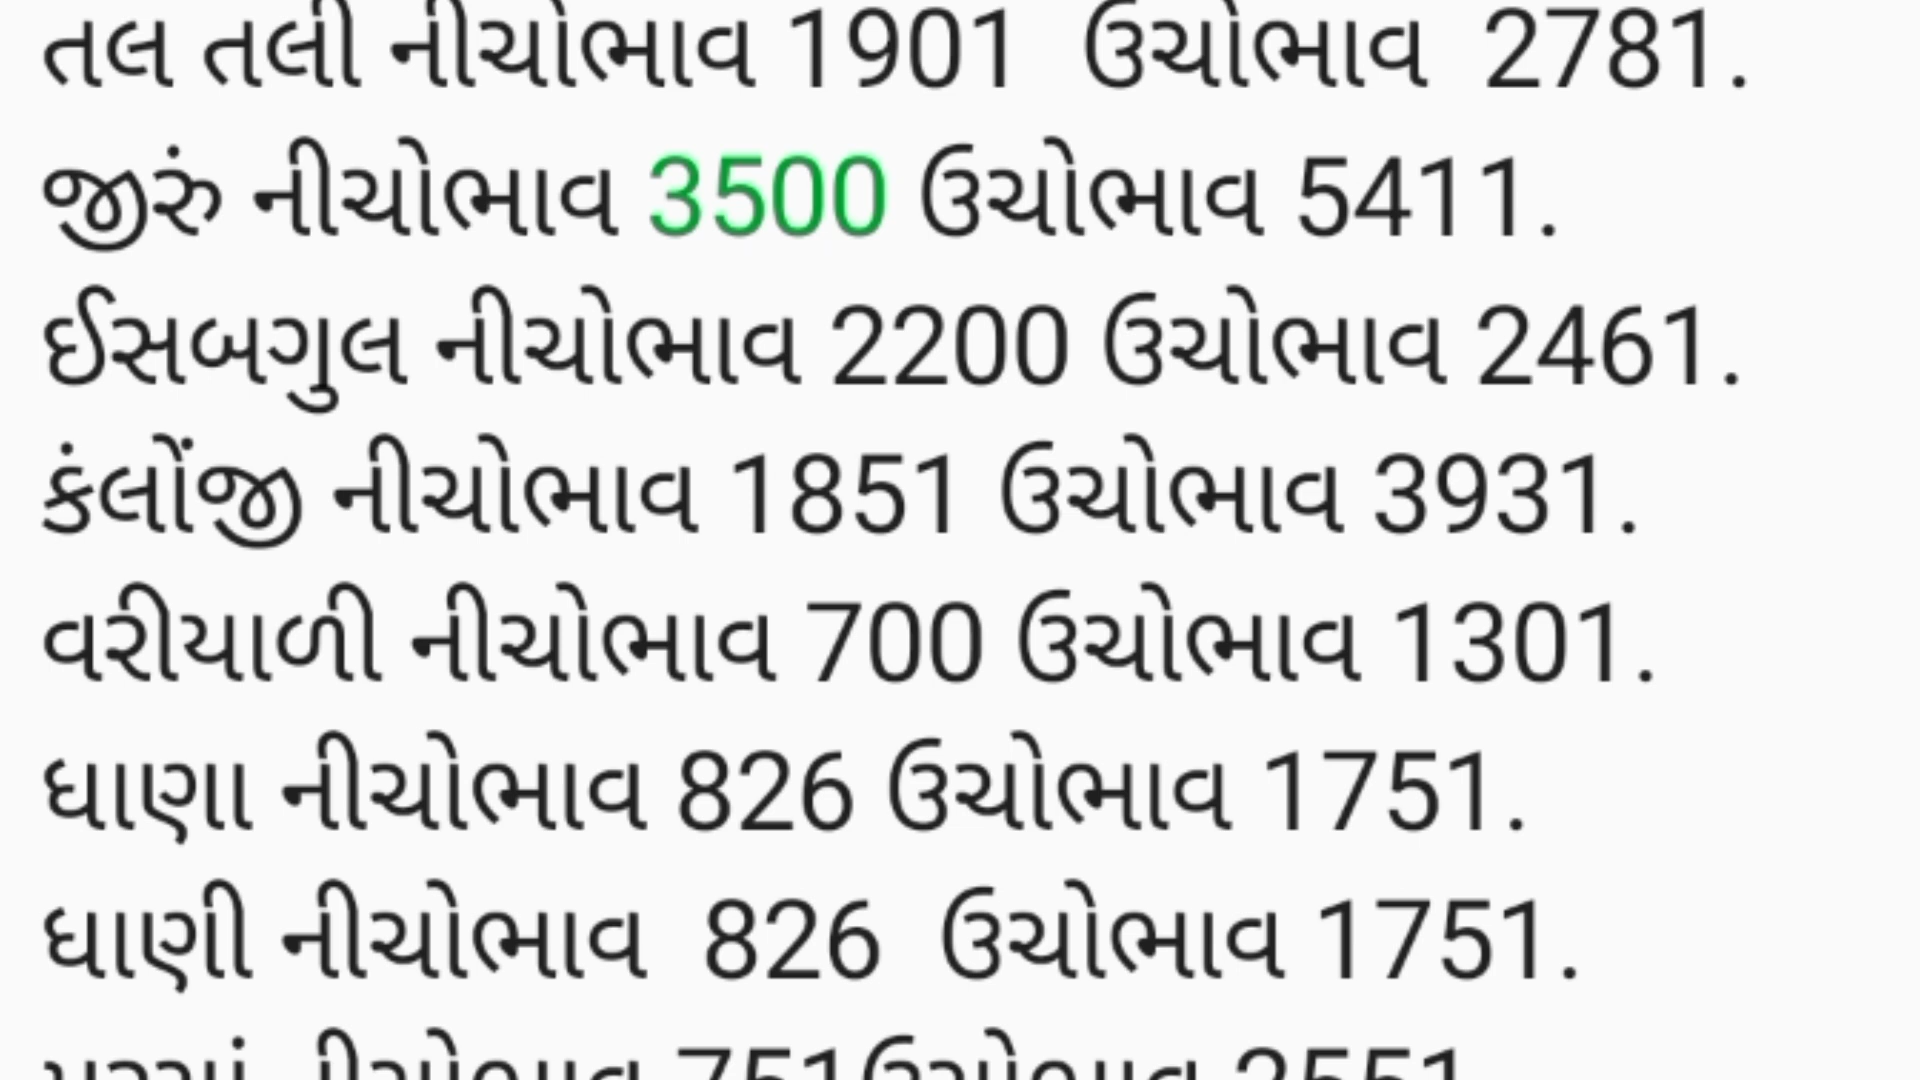 તલ તલી નીચોભાવ 1901  ઉચોભાવ  2781.
જીરું નીચોભાવ 3500 ઉચોભાવ 5411.
ઈસબગુલ નીચોભાવ 2200 ઉચોભાવ 2461.
કંલોંજી નીચોભાવ 1851 ઉચોભાવ 3931.
વરીયાળી નીચોભાવ 700 ઉચોભાવ 1301.
ધાણા નીચોભાવ 826 ઉચોભાવ 1751.
ધાણી નીચોભાવ  826  ઉચોભાવ 1751.
નીચોભાવ 751ઉચોભાવ